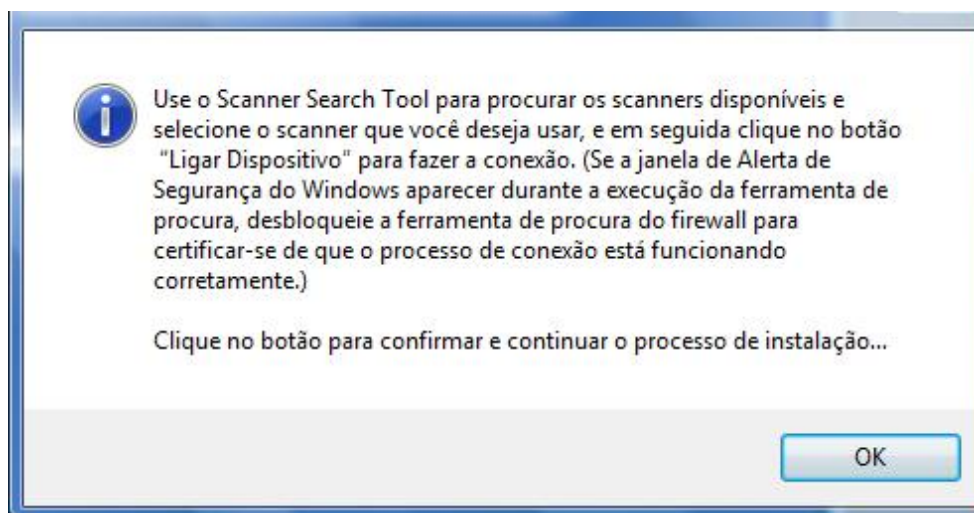 Use o Scanner Search Tool para procurar os scanners disponíveis e
selecione o scanner que você deseja usar, e em seguida clique no botão
“Ligar Dispositivo” para fazer a conexão. (Se a janela de Alerta de
Segurança do Windows aparecer durante a execução da ferramenta de
procura, desbloqueie a ferramenta de procura do firewall para
certificar-se de que o processo de conexão está funcionando
corretamente.)
Clique no botão para confirmar e continuar o processo de instalação...
OK